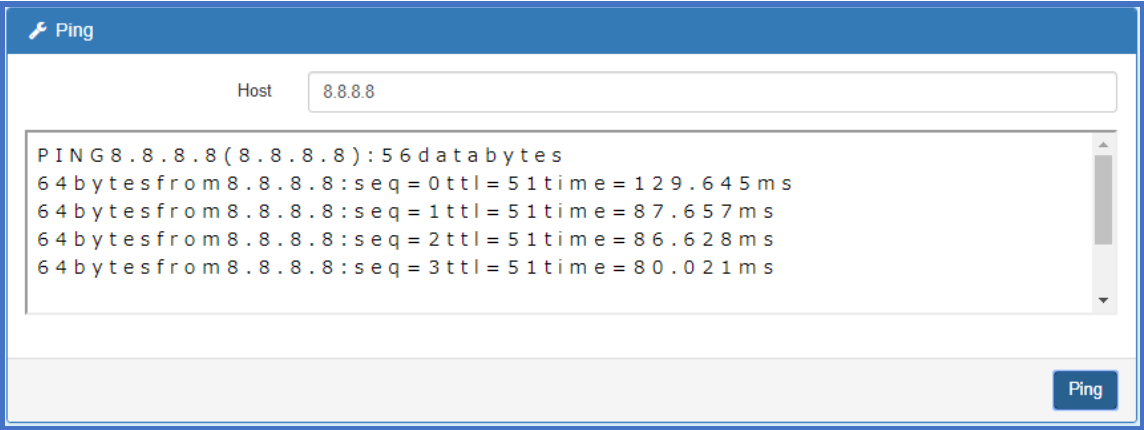 Ping
Host 8.8.8.8
PING8.8.8.8(8.8.8.8):56databytes
64bytesfrom8.8.8.8:seq=0ttl=51time=129.645ms
64bytesfrom8.8.8.8:seq=1ttl=51time=87.657ms
64bytesfrom8.8.8.8:seq=2ttl=51time=86.628ms
64bytesfrom8.8.8.8:seq=3ttl=51time=80.021ms
Ping